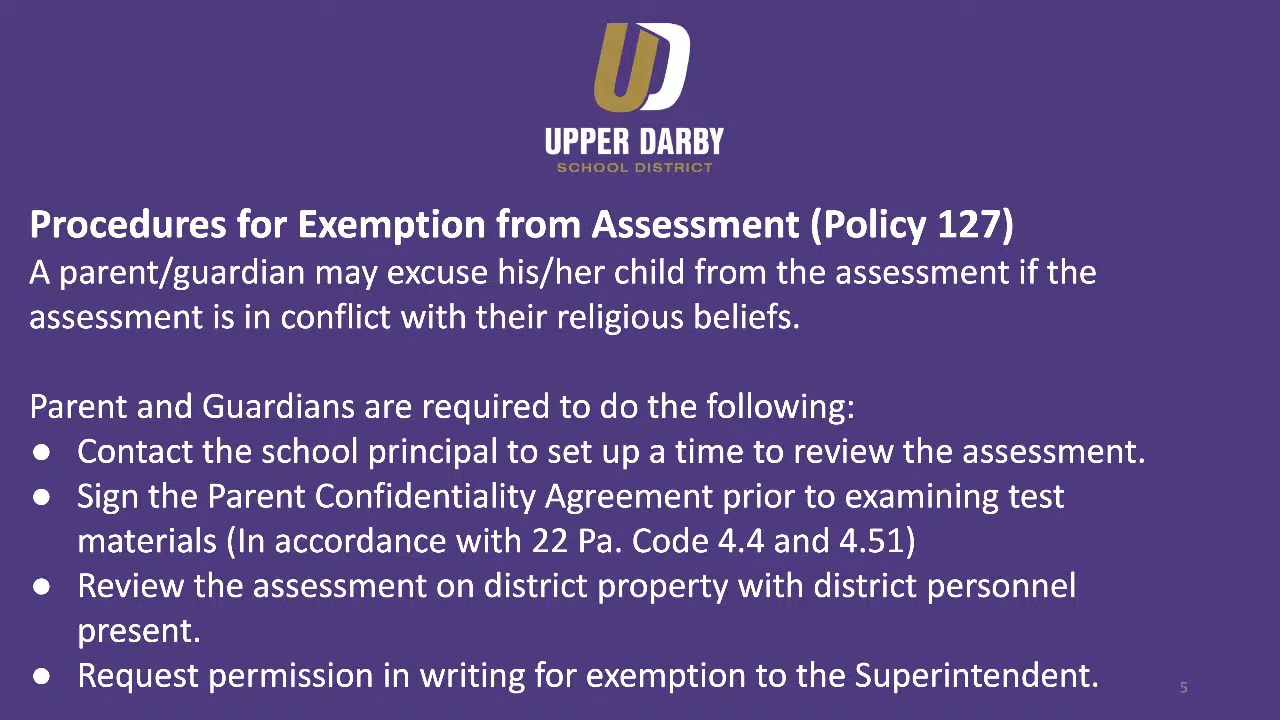 UD
UPPER DARBY
SCHOOL DISTRICT
Procedures for Exemption from Assessment (Policy 127)
A parent/guardian may excuse his/her child from the assessment if the
assessment is in conflict with their religious beliefs.
Parent and Guardians are required to do the following:
● Contact the school principal to set up a time to review the assessment.
● Sign the Parent Confidentiality Agreement prior to examining test
materials (In accordance with 22 Pa. Code 4.4 and 4.51)
● Review the assessment on district property with district personnel
present.
● Request permission in writing for exemption to the Superintendent.
5